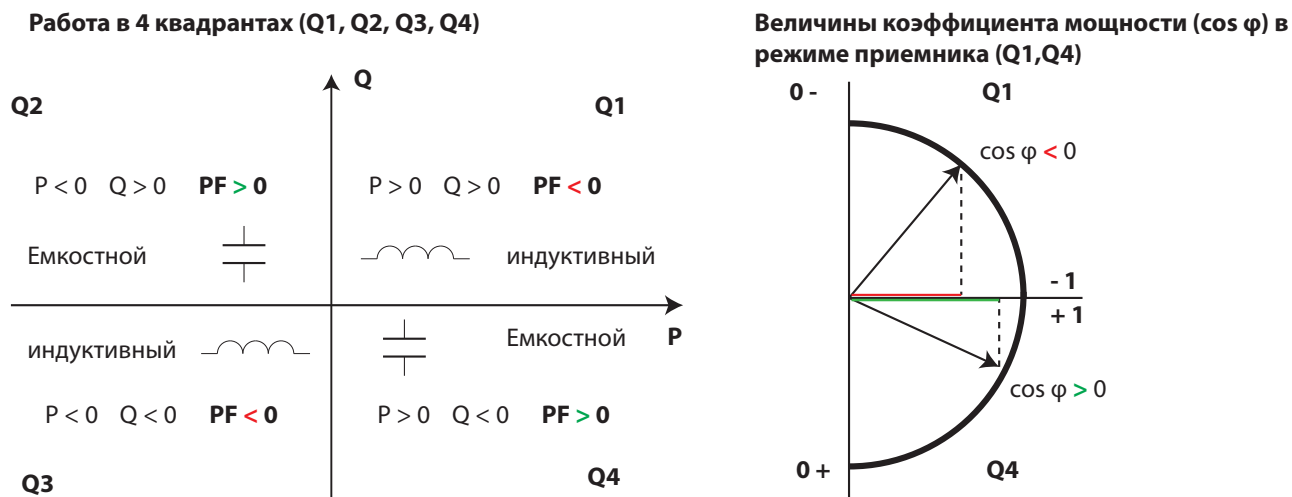 Работа в 4 квадрантах (Q1, Q2, Q3, Q4)
Q
Q2
Q1
P < 0 Q > 0 PF > 0
P > 0 Q > 0 PF < 0
Емкостной
индуктивный
P
индуктивный
Емкостной
P < 0 Q < 0 PF < 0
P > 0 Q < 0 PF > 0
Q3
Q4
Величины коэффициента мощности (cos φ) в
режиме приемника (Q1,Q4)
0 -
Q1
cos φ < 0
- 1
+ 1
cos φ > 0
0 +
Q4